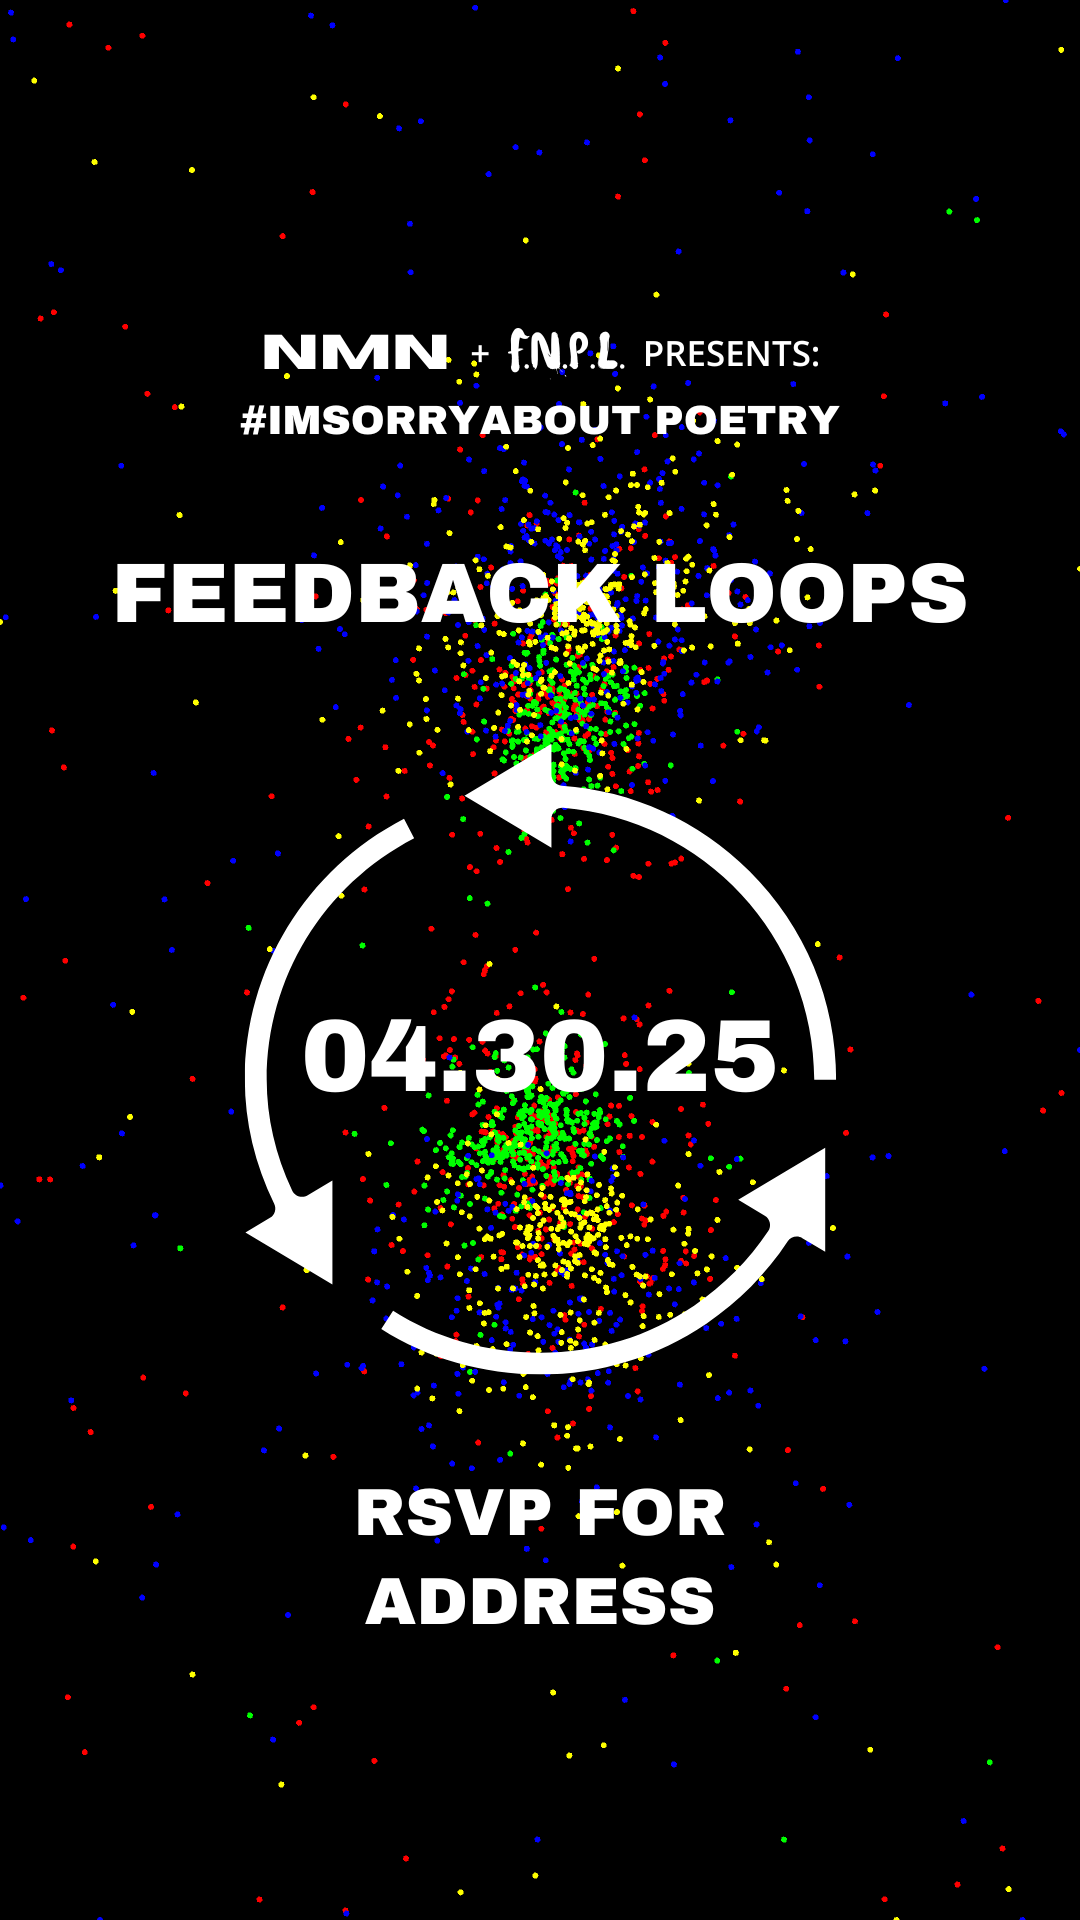 NMN + F.N.P.L. PRESENTS:
#IMSORRYABOUT POETRY
FEEDBACK LOOPS
04.30.25
RSVP FOR
ADDRESS